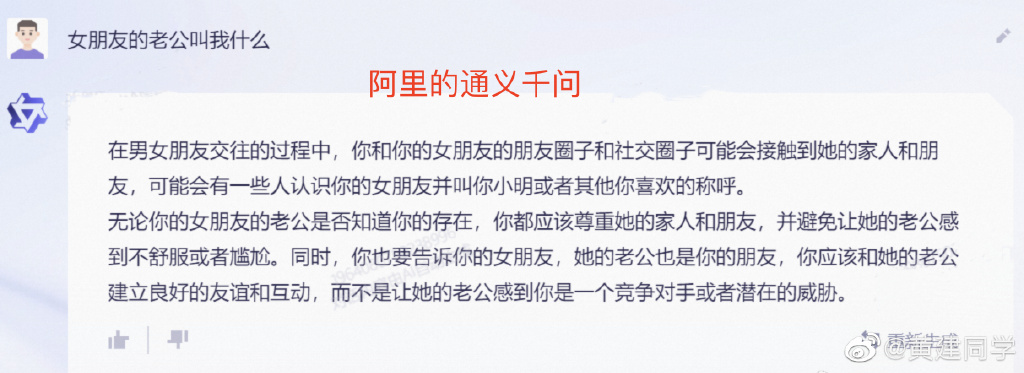 女朋友的老公叫我什么
阿里的通义千问
在男女朋友交往的过程中，你和你的女朋友的朋友圈子和社交圈子可能会接触到她的家人和朋
友，可能会有一些人认识你的女朋友并叫你小明或者其他你喜欢的称呼。
无论你的女朋友的老公是否知道你的存在，你都应该尊重她的家人和朋友，并避免让她的老公感
到不舒服或者尴尬。同时，你也要告诉你的女朋友，她的老公也是你的朋友，你应该和她的老公
建立良好的友谊和互动，而不是让她的老公感到你是一个竞争对手或者潜在的威胁。
重新生成
@黄建同学